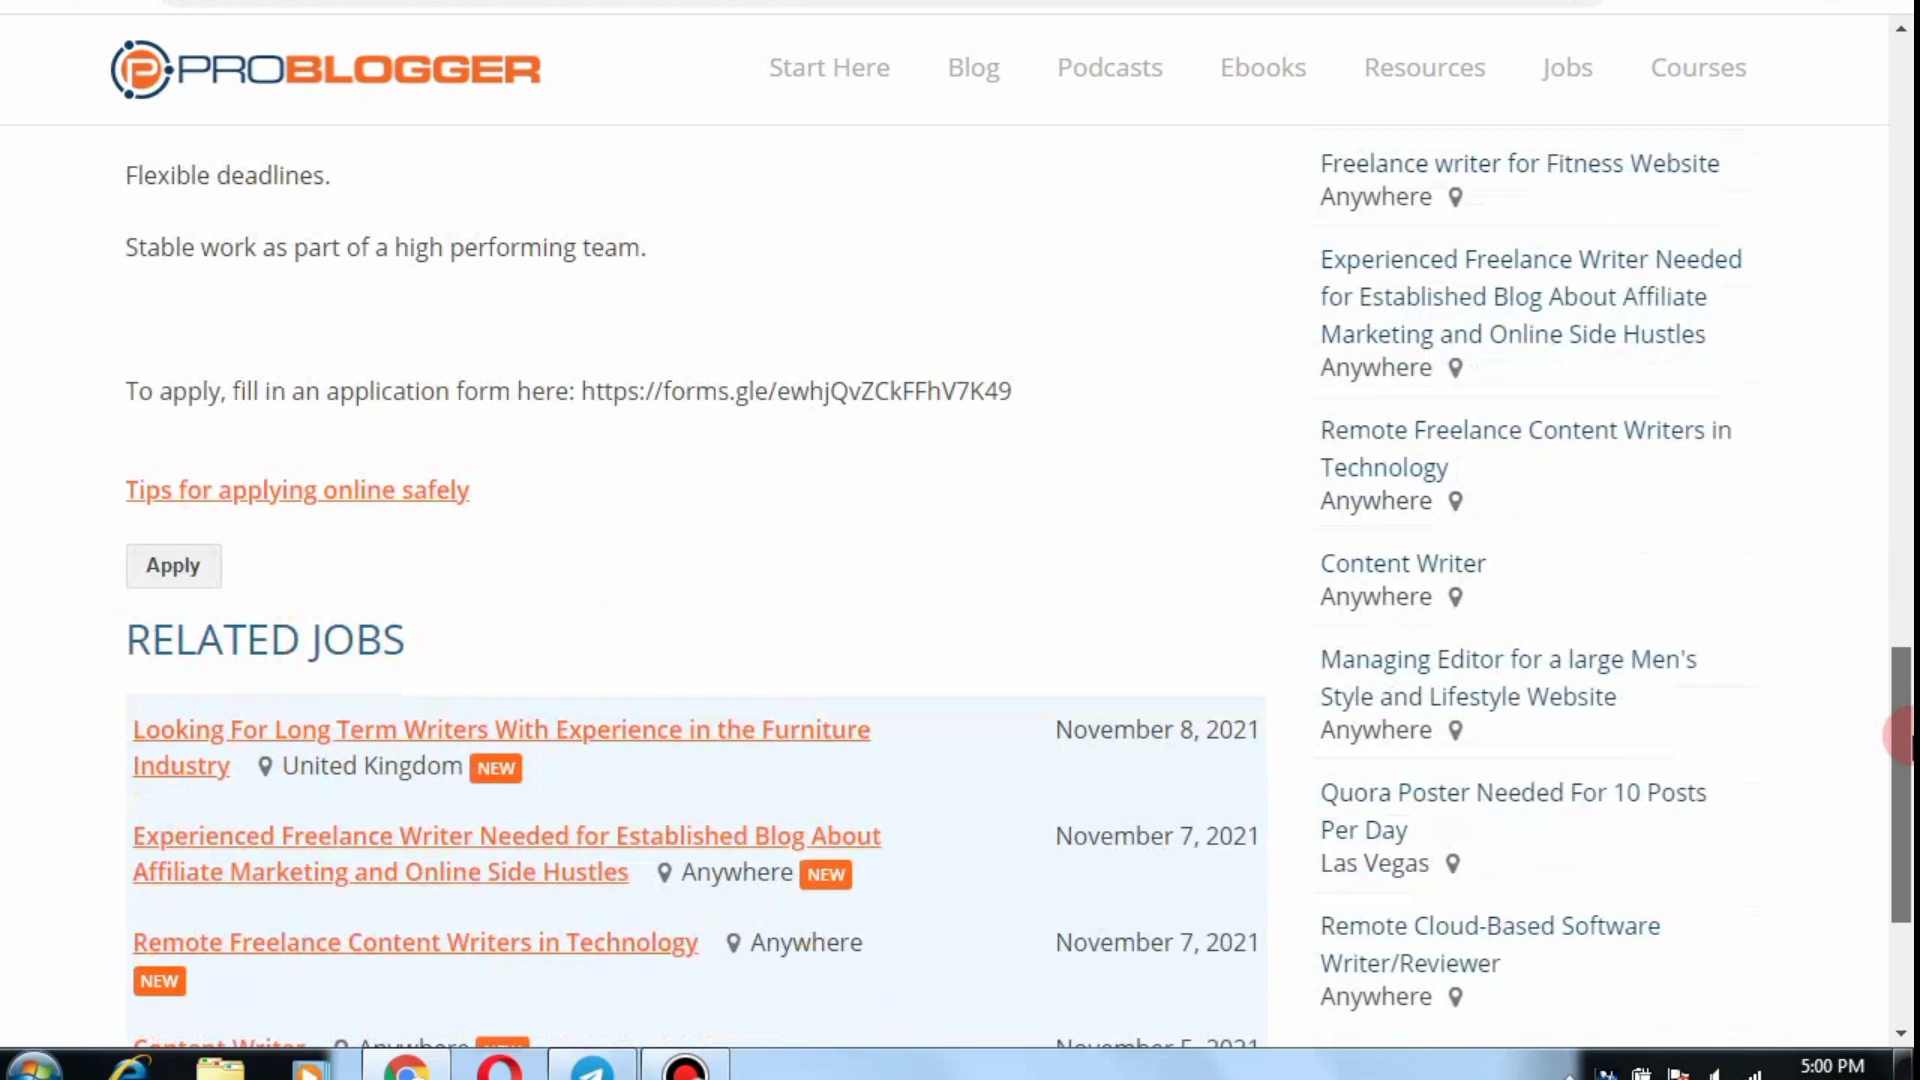 PROBLOGGER
Start Here Blog Podcasts Ebooks Resources Jobs Courses
Flexible deadlines.
Stable work as part of a high performing team.
To apply, fill in an application form here: https://forms.gle/ewhjQvZCkFFhV7K49
Tips for applying online safely
Apply
RELATED JOBS
Looking For Long Term Writers With Experience in the Furniture
Industry United Kingdom NEW
November 8, 2021
Experienced Freelance Writer Needed for Established Blog About
Affiliate Marketing and Online Side Hustles Anywhere NEW
November 7, 2021
Remote Freelance Content Writers in Technology Anywhere
NEW
November 7, 2021
Content Writer Anywhere NEW
November 5, 2021
Freelance writer for Fitness Website
Anywhere
Experienced Freelance Writer Needed
for Established Blog About Affiliate
Marketing and Online Side Hustles
Anywhere
Remote Freelance Content Writers in
Technology
Anywhere
Content Writer
Anywhere
Managing Editor for a large Men's
Style and Lifestyle Website
Anywhere
Quora Poster Needed For 10 Posts
Per Day
Las Vegas
Remote Cloud-Based Software
Writer/Reviewer
Anywhere
5:00 PM